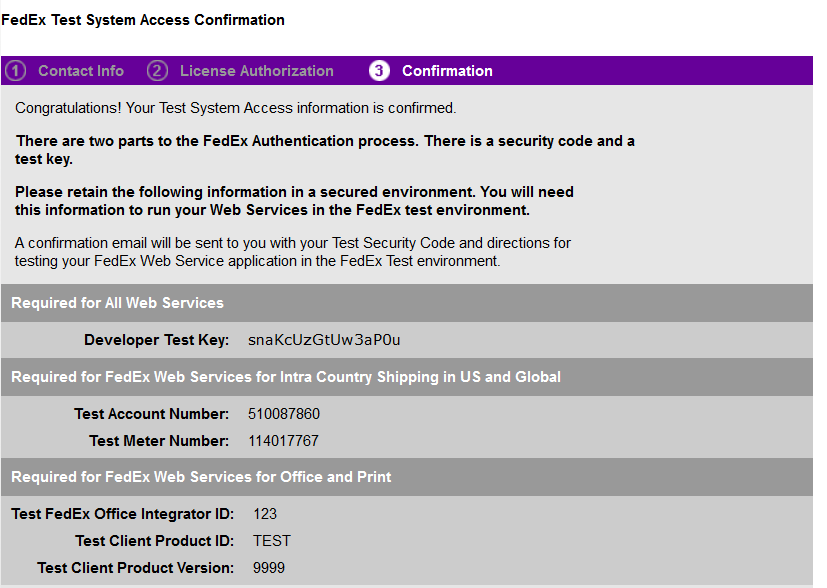 FedEx Test System Access Confirmation
1 Contact Info 2 License Authorization 3 Confirmation
Congratulations! Your Test System Access information is confirmed.
There are two parts to the FedEx Authentication process. There is a security code and a
test key.
Please retain the following information in a secured environment. You will need
this information to run your Web Services in the FedEx test environment.
A confirmation email will be sent to you with your Test Security Code and directions for
testing your FedEx Web Service application in the FedEx Test environment.
Required for All Web Services
Developer Test Key: snaKcUzGtUw3aP0u
Required for FedEx Web Services for Intra Country Shipping in US and Global
Test Account Number: 510087860
Test Meter Number: 114017767
Required for FedEx Web Services for Office and Print
Test FedEx Office Integrator ID: 123
Test Client Product ID: TEST
Test Client Product Version: 9999